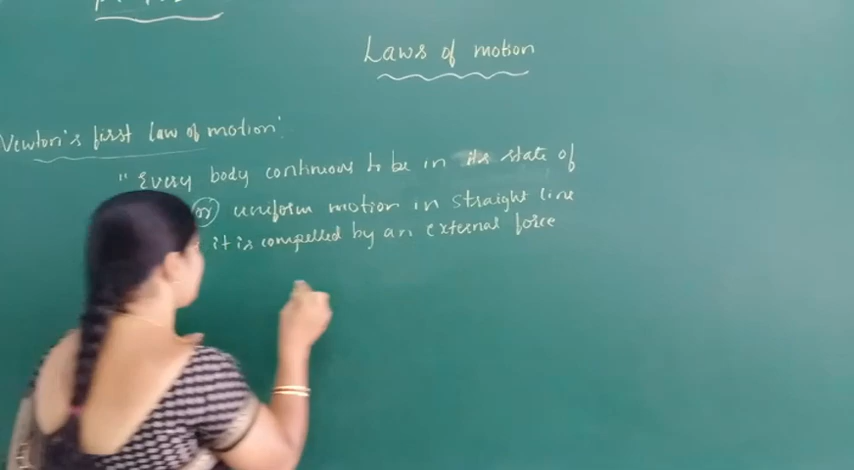 Laws of motion
Newton's first law of motion:
" Every body continuous to be in its state of
(or) uniform motion in straight line
it is compelled by an external force